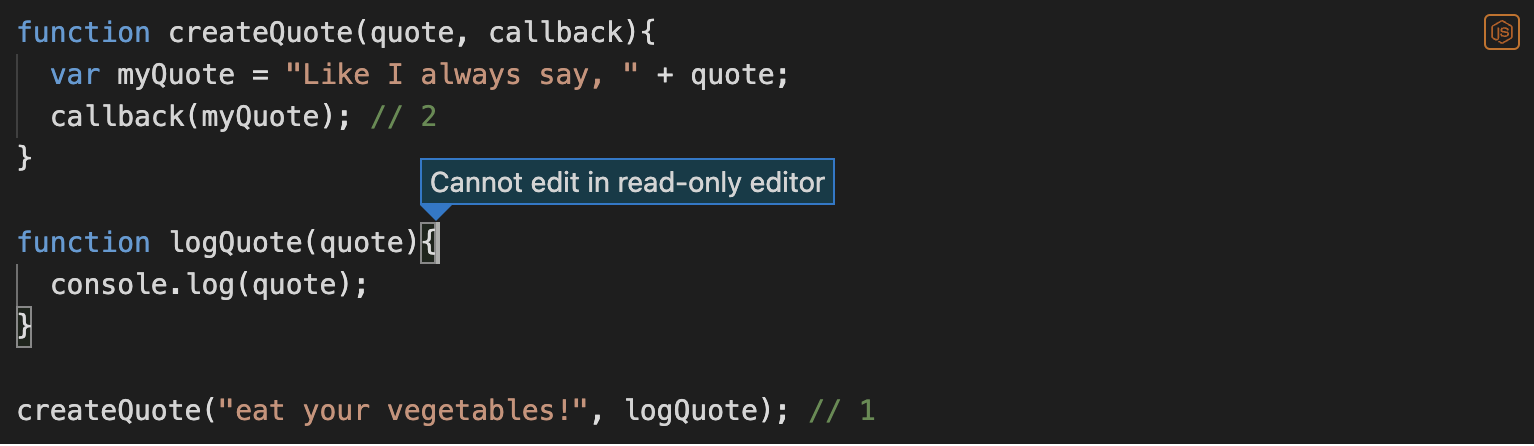 function createQuote(quote, callback){
  var myQuote = "Like I always say, " + quote;
  callback(myQuote); // 2
}
Cannot edit in read-only editor
function logQuote(quote){
  console.log(quote);
}
createQuote("eat your vegetables!", logQuote); // 1
JS